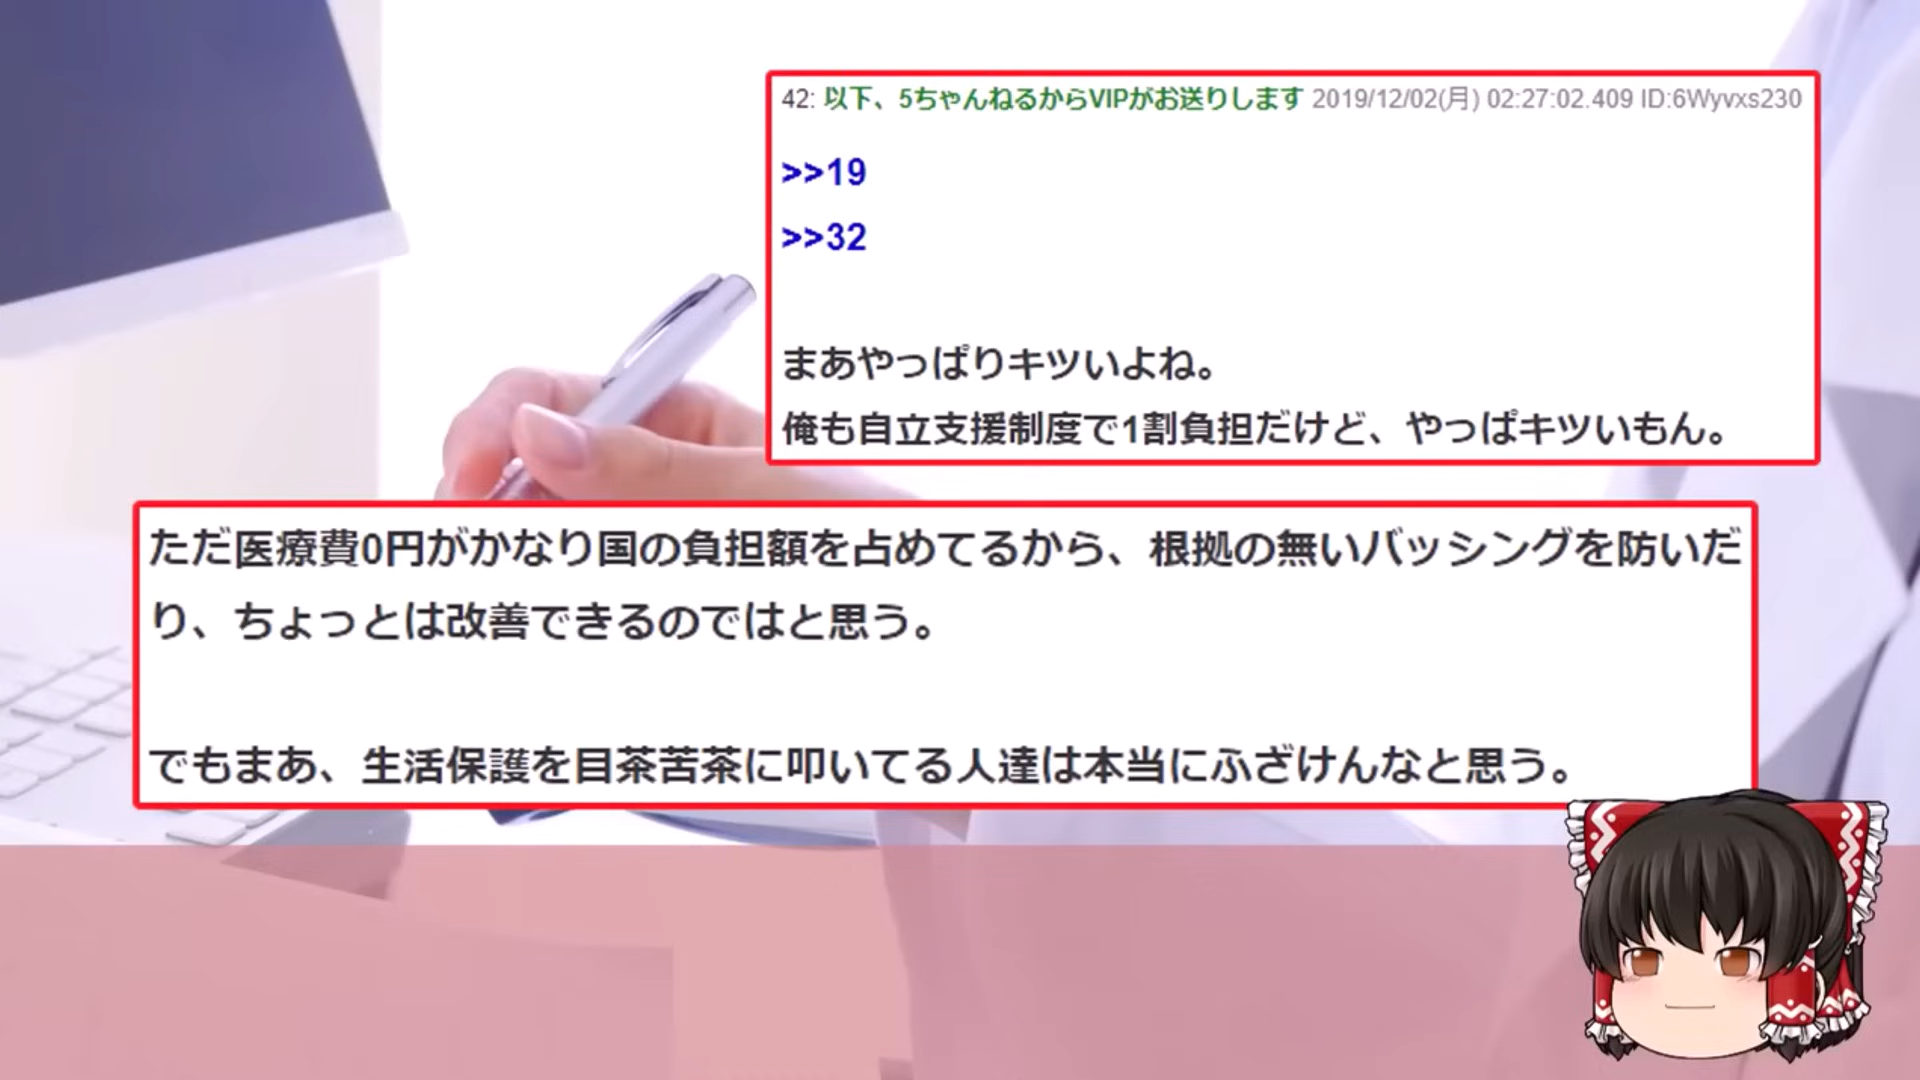 42: 以下、5ちゃんねるからVIPがお送りします 2019/12/02(月) 02:27:02.409 ID:6Wyvxs230
>>19
>>32
まあやっぱりキツいよね。
俺も自立支援制度で1割負担だけど、やっぱキツいもん。
ただ医療費0円がかなり国の負担額を占めてるから、根拠の無いバッシングを防いだ
り、ちょっとは改善できるのではと思う。
でもまあ、生活保護を目茶苦茶に叩いてる人達は本当にふざけんなと思う。